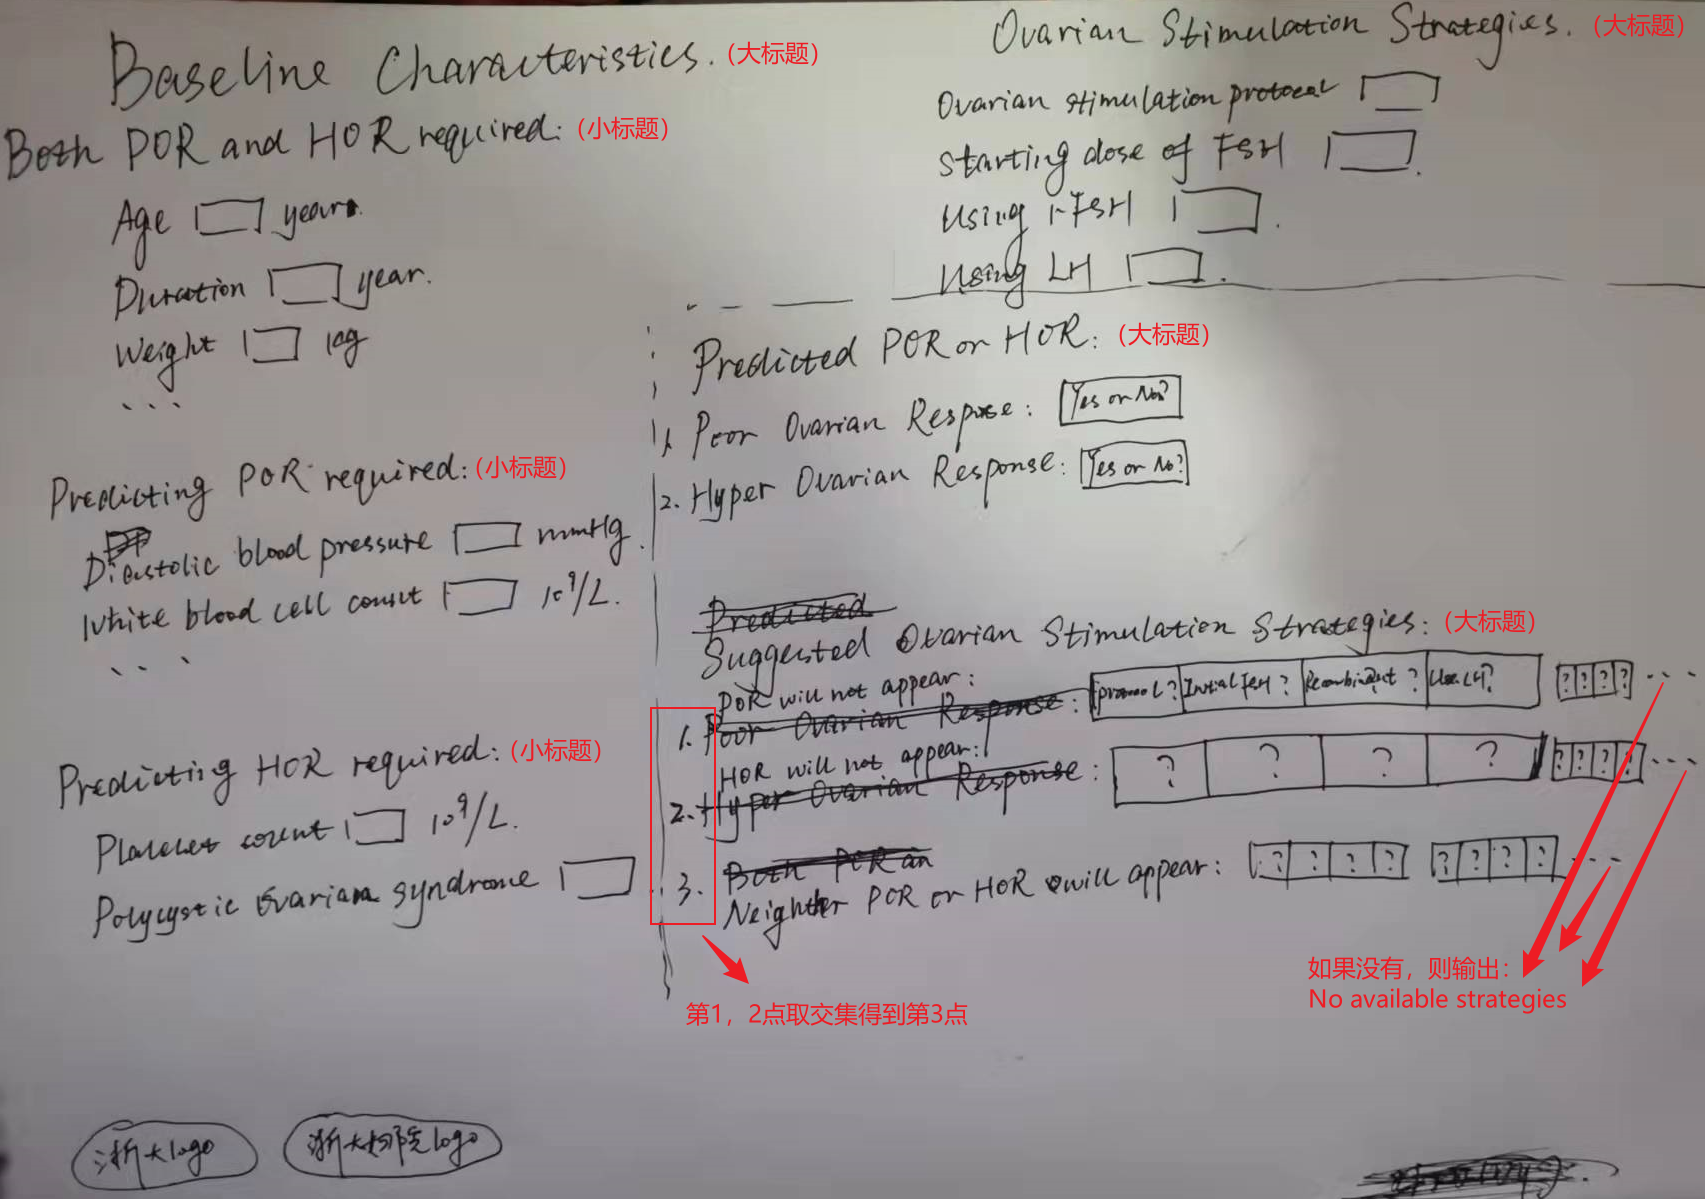 Baseline Characteristics. (大标题)
Both POR and HOR required: (小标题)
Age years.
Duration year.
Weight kg
...
Predicting POR required: (小标题)
Diastolic blood pressure mmHg.
White blood cell count 10⁹/L.
...
Predicting HOR required: (小标题)
Platelet count 10⁹/L.
Polycystic Ovarian syndrome
浙大logo
浙大妇院logo
Ovarian Stimulation Strategies. (大标题)
Ovarian stimulation protocal
Starting dose of FSH
Using r-FSH
Using LH
Predicted POR or HOR: (大标题)
1. Poor Ovarian Respose: Yes or No?
2. Hyper Ovarian Response: Yes or No?
Predicted
Suggested Ovarian Stimulation Strategies: (大标题)
POR will not appear:
1. Poor Ovarian Response: protocol? Initial FSH? Recombinant? Use LH? ? ? ? ? ...
HOR will not appear:
2. Hyper Ovarian Response: ? ? ? ? ? ? ? ? ...
Both POR an
3. Neighter POR or HOR will appear: ? ? ? ? ? ? ? ? ...
第1，2点取交集得到第3点
如果没有，则输出：
No available strategies